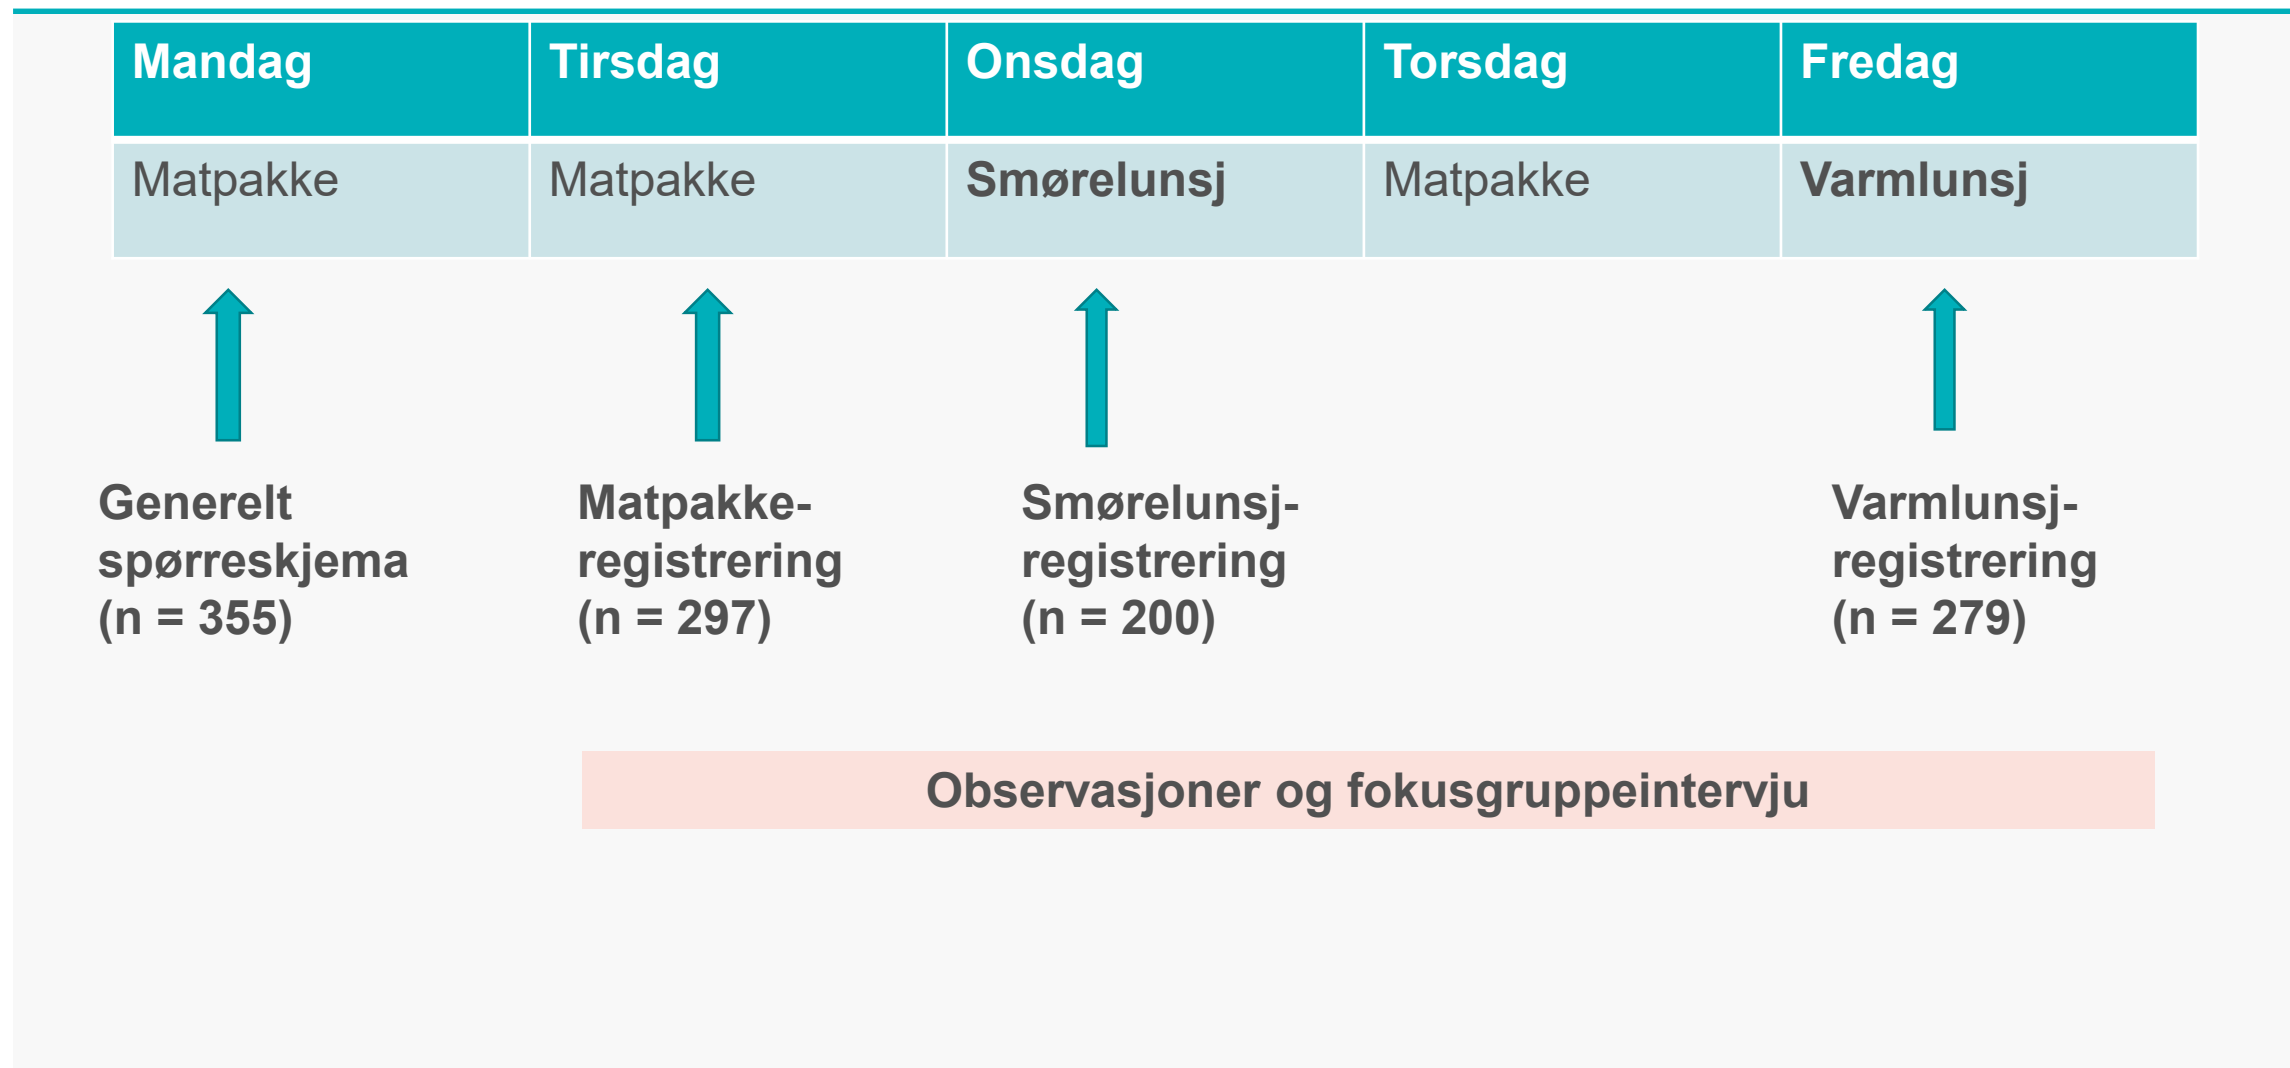 Mandag Tirsdag Onsdag Torsdag Fredag
Matpakke Matpakke Smørelunsj Matpakke Varmlunsj
Generelt
spørreskjema
(n = 355)
Matpakke-
registrering
(n = 297)
Smørelunsj-
registrering
(n = 200)
Varmlunsj-
registrering
(n = 279)
Observasjoner og fokusgruppeintervju